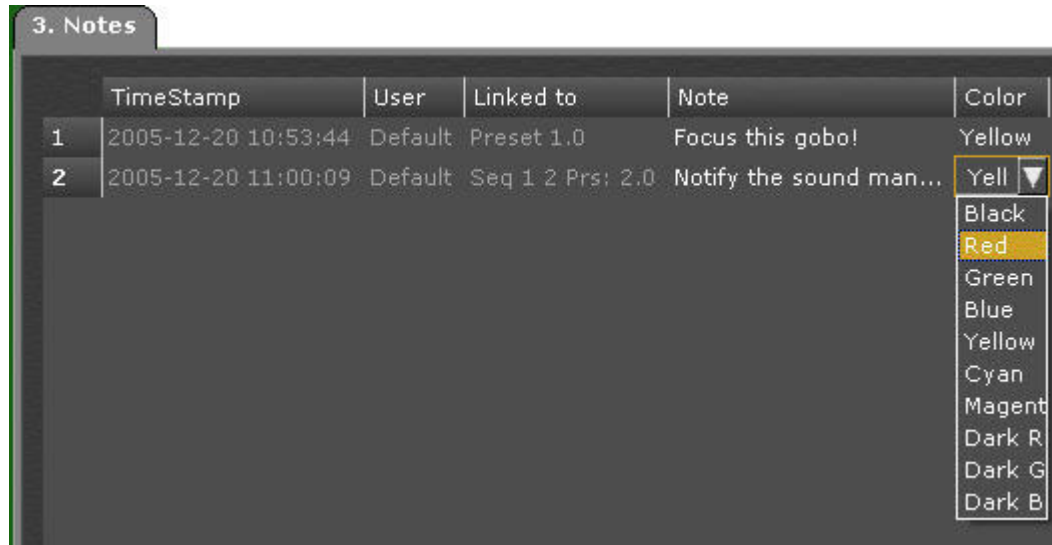 3. Notes
TimeStamp User Linked to Note Color
1 2005-12-20 10:53:44 Default Preset 1.0 Focus this gobo! Yellow
2 2005-12-20 11:00:09 Default Seq 1 2 Prs: 2.0 Notify the sound man... Yell
Black
Red
Green
Blue
Yellow
Cyan
Magent
Dark R
Dark G
Dark B